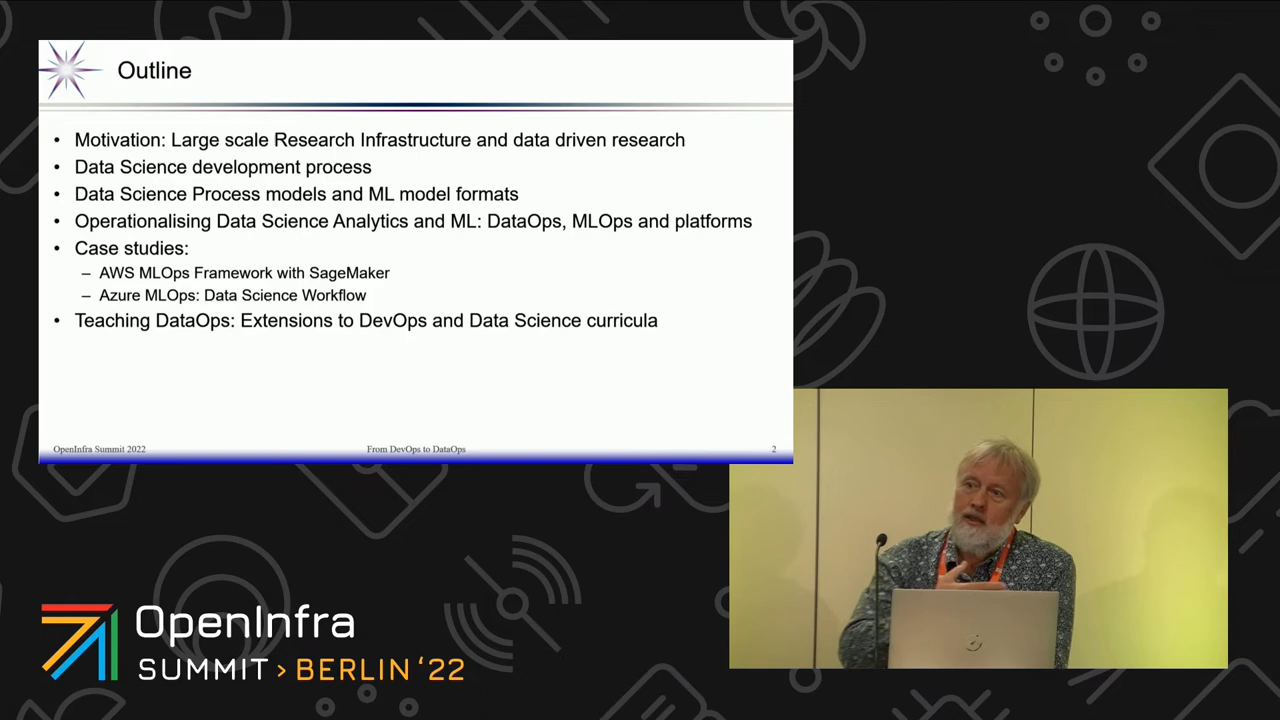 Outline
• Motivation: Large scale Research Infrastructure and data driven research
• Data Science development process
• Data Science Process models and ML model formats
• Operationalising Data Science Analytics and ML: DataOps, MLOps and platforms
• Case studies:
– AWS MLOps Framework with SageMaker
– Azure MLOps: Data Science Workflow
• Teaching DataOps: Extensions to DevOps and Data Science curricula
OpenInfra Summit 2022 From DevOps to DataOps 2
OpenInfra
SUMMIT > BERLIN ‘22